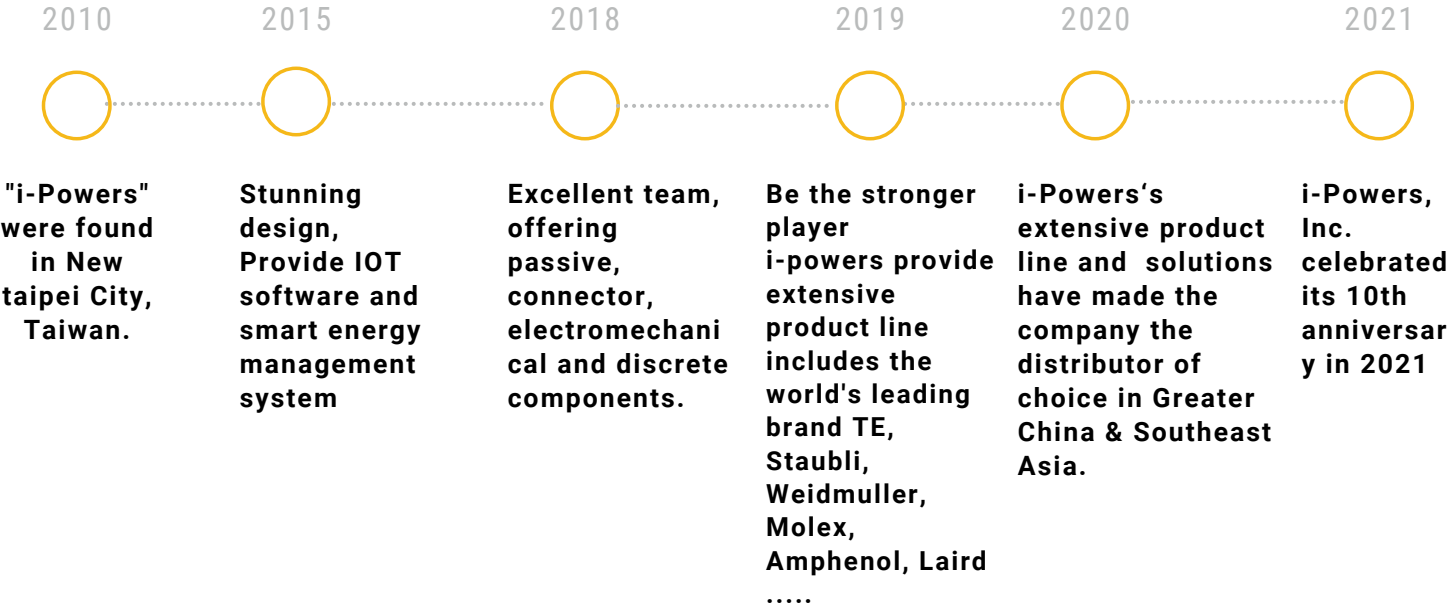 2010
2015
2018
2019
2020
2021
"i-Powers"
were found
in New
taipei City,
Taiwan.
Stunning
design,
Provide IOT
software and
smart energy
management
system
Excellent team,
offering
passive,
connector,
electromechani
cal and discrete
components.
Be the stronger
player
i-powers provide
extensive
product line
includes the
world's leading
brand TE,
Staubli,
Weidmuller,
Molex,
Amphenol, Laird
.....
i-Powers‘s
extensive product
line and  solutions
have made the
company the
distributor of
choice in Greater
China & Southeast
Asia.
i-Powers,
Inc.
celebrated
its 10th
anniversar
y in 2021